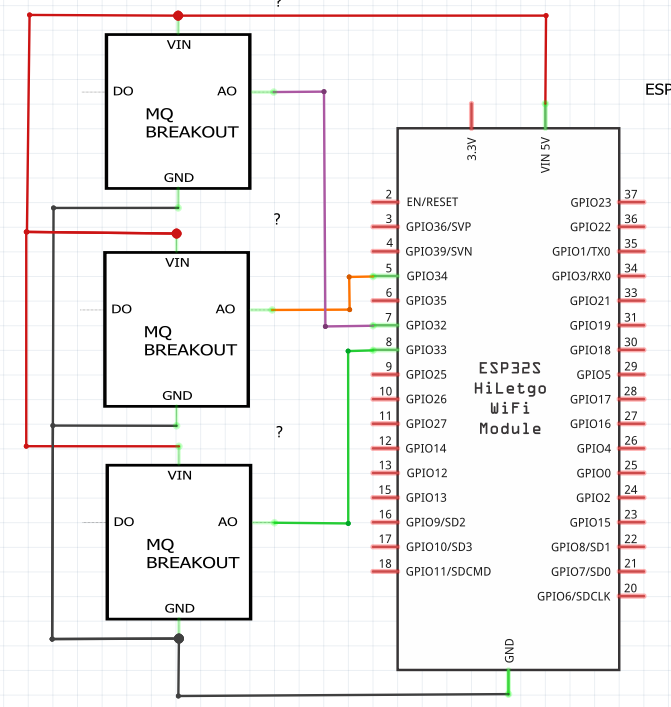 ?
VIN
DO
AO
MQ
BREAKOUT
GND
?
VIN
DO
AO
MQ
BREAKOUT
GND
?
VIN
DO
AO
MQ
BREAKOUT
GND
ESP
3.3V
VIN 5V
2 EN/RESET
3 GPIO36/SVP
4 GPIO39/SVN
5 GPIO34
6 GPIO35
7 GPIO32
8 GPIO33
9 GPIO25
10 GPIO26
11 GPIO27
12 GPIO14
13 GPIO12
15 GPIO13
16 GPIO9/SD2
17 GPIO10/SD3
18 GPIO11/SDCMD
ESP32S
HiLetgo
WiFi
Module
GPIO23 37
GPIO22 36
GPIO1/TX0 35
GPIO3/RX0 34
GPIO21 33
GPIO19 31
GPIO18 30
GPIO5 29
GPIO17 28
GPIO16 27
GPIO4 26
GPIO0 25
GPIO2 24
GPIO15 23
GPIO8/SD1 22
GPIO7/SD0 21
GPIO6/SDCLK 20
GND